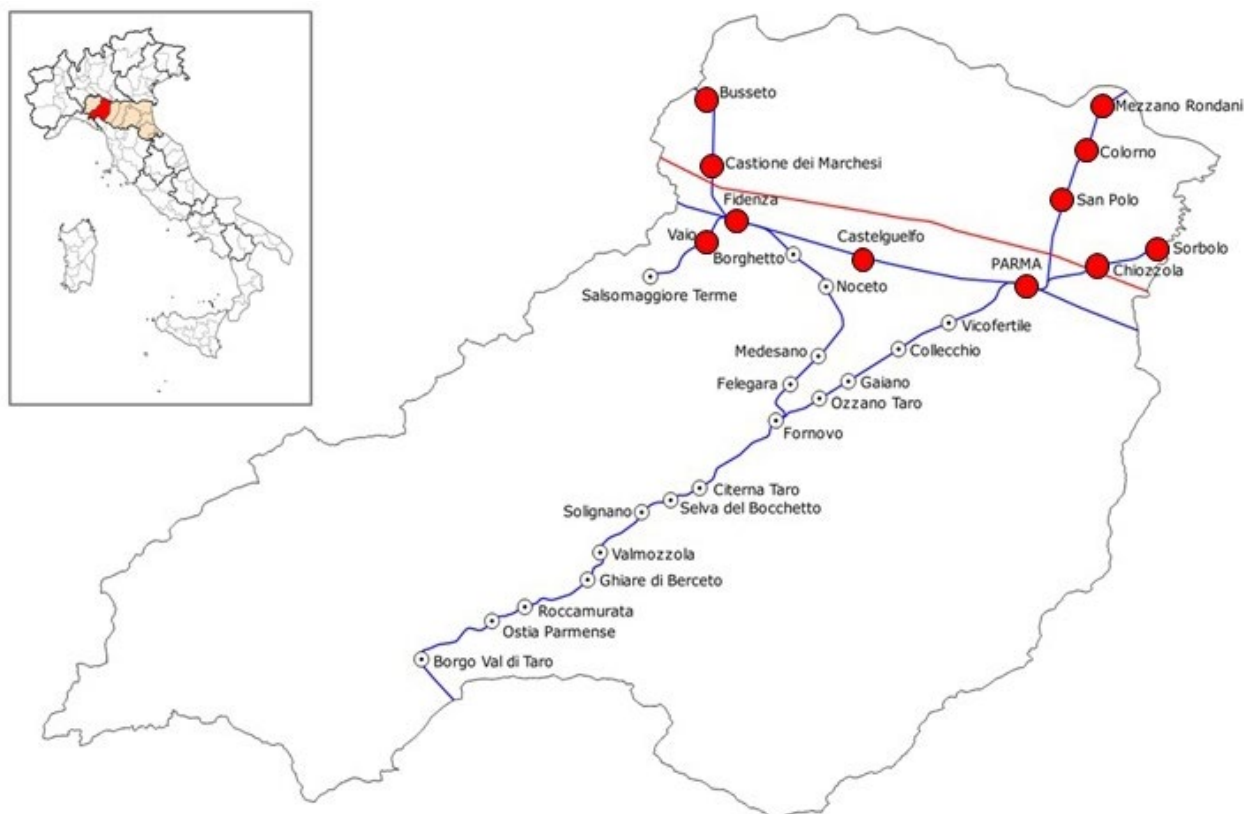 Busseto
Mezzano Rondani
Colorno
Castione dei Marchesi
San Polo
Fidenza
Vaio
Castelguelfo
Sorbolo
Borghetto
PARMA
Chiozzola
Salsomaggiore Terme
Noceto
Vicofertile
Medesano
Collecchio
Felegara
Gaiano
Ozzano Taro
Fornovo
Citerna Taro
Solignano
Selva del Bocchetto
Valmozzola
Ghiare di Berceto
Roccamurata
Ostia Parmense
Borgo Val di Taro